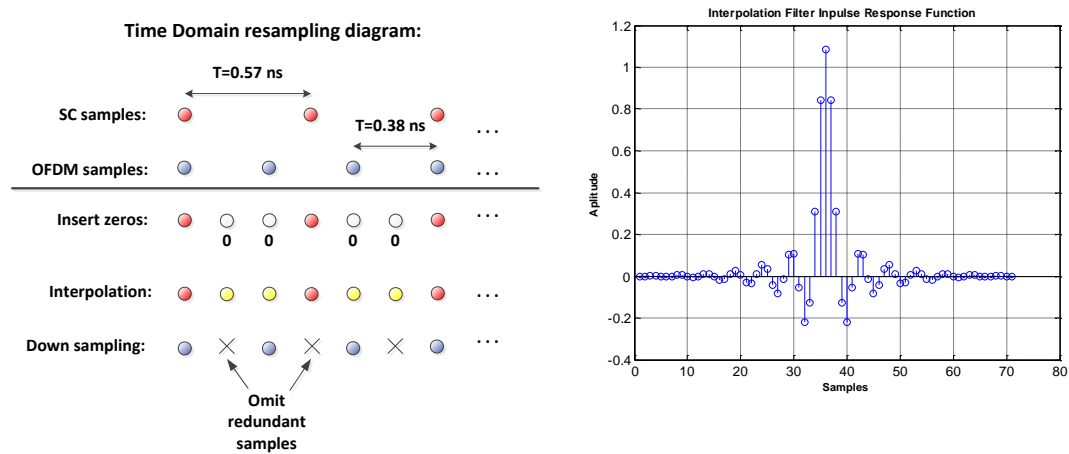 Time Domain resampling diagram:
T=0.57 ns
SC samples:
T=0.38 ns
...
OFDM samples:
...
Insert zeros:
...
0 0 0 0
Interpolation:
...
Down sampling:
...
Omit
redundant
samples
Interpolation Filter Inpulse Response Function
1.2
1
0.8
0.6
0.4
0.2
0
-0.2
-0.4
Aplitude
0 10 20 30 40 50 60 70 80
Samples